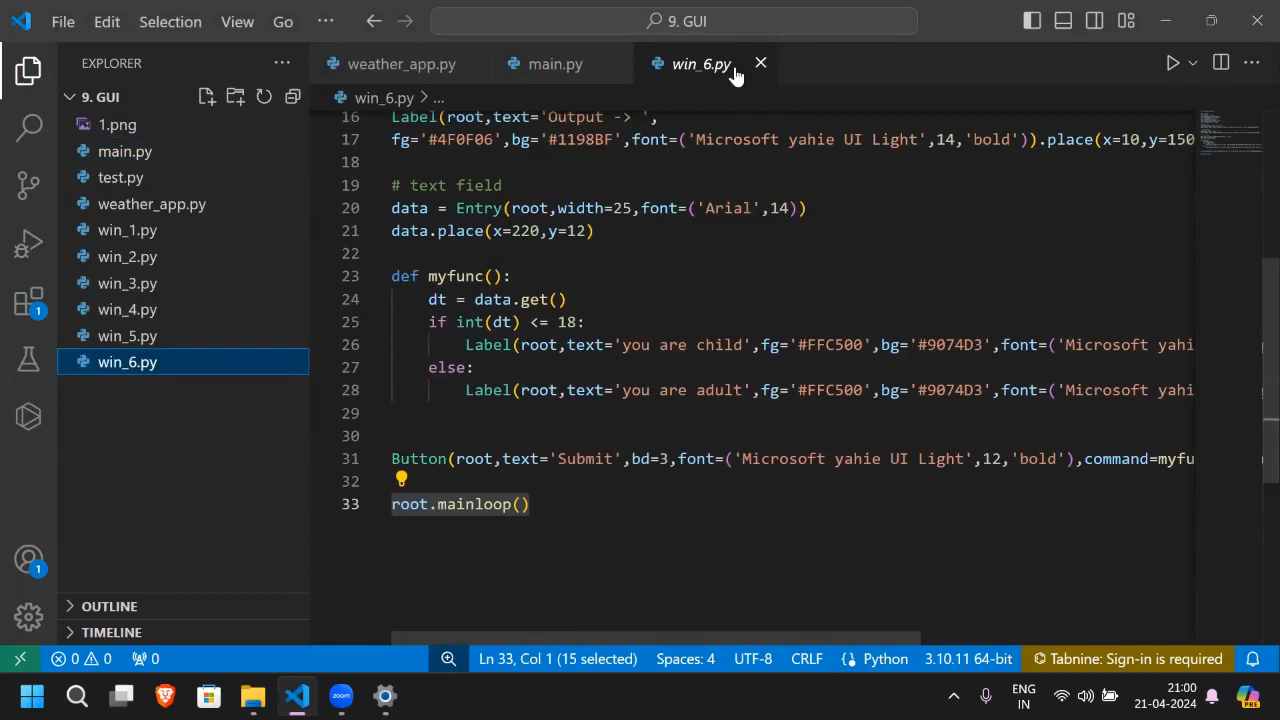 File Edit Selection View Go ··· 9. GUI
EXPLORER ···
9. GUI
1.png
main.py
test.py
weather_app.py
win_1.py
win_2.py
win_3.py
win_4.py
win_5.py
win_6.py
OUTLINE
TIMELINE
1
1
weather_app.py main.py win_6.py
win_6.py > ...
16 Label(root,text='Output -> ',
17 fg='#4F0F06',bg='#1198BF',font=('Microsoft yahie UI Light',14,'bold')).place(x=10,y=150
18
19 # text field
20 data = Entry(root,width=25,font=('Arial',14))
21 data.place(x=220,y=12)
22
23 def myfunc():
24 dt = data.get()
25 if int(dt) <= 18:
26 Label(root,text='you are child',fg='#FFC500',bg='#9074D3',font=('Microsoft yahi
27 else:
28 Label(root,text='you are adult',fg='#FFC500',bg='#9074D3',font=('Microsoft yahi
29
30
31 Button(root,text='Submit',bd=3,font=('Microsoft yahie UI Light',12,'bold'),command=myfu
32
33 root.mainloop()
0 0 0 Ln 33, Col 1 (15 selected) Spaces: 4 UTF-8 CRLF Python 3.10.11 64-bit Tabnine: Sign-in is required
zoom ENG
IN
21:00
21-04-2024
PRE